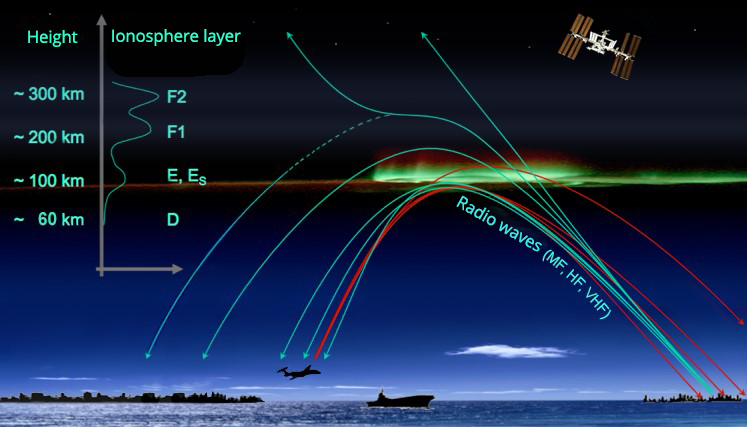 Height
Ionosphere layer
~ 300 km
F2
~ 200 km
F1
~ 100 km
E, Es
~ 60 km
D
Radio waves (MF, HF, VHF)